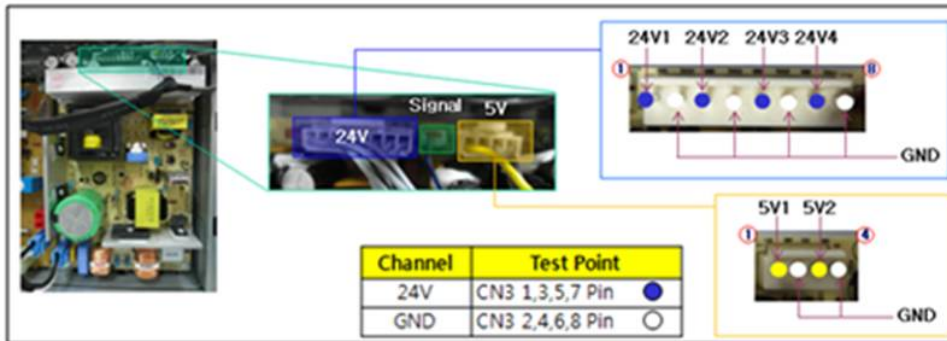 24V1 24V2 24V3 24V4
1 8
GND
Signal 5V
24V
5V1 5V2
1 4
GND
Channel Test Point
24V CN3 1,3,5,7 Pin
GND CN3 2,4,6,8 Pin